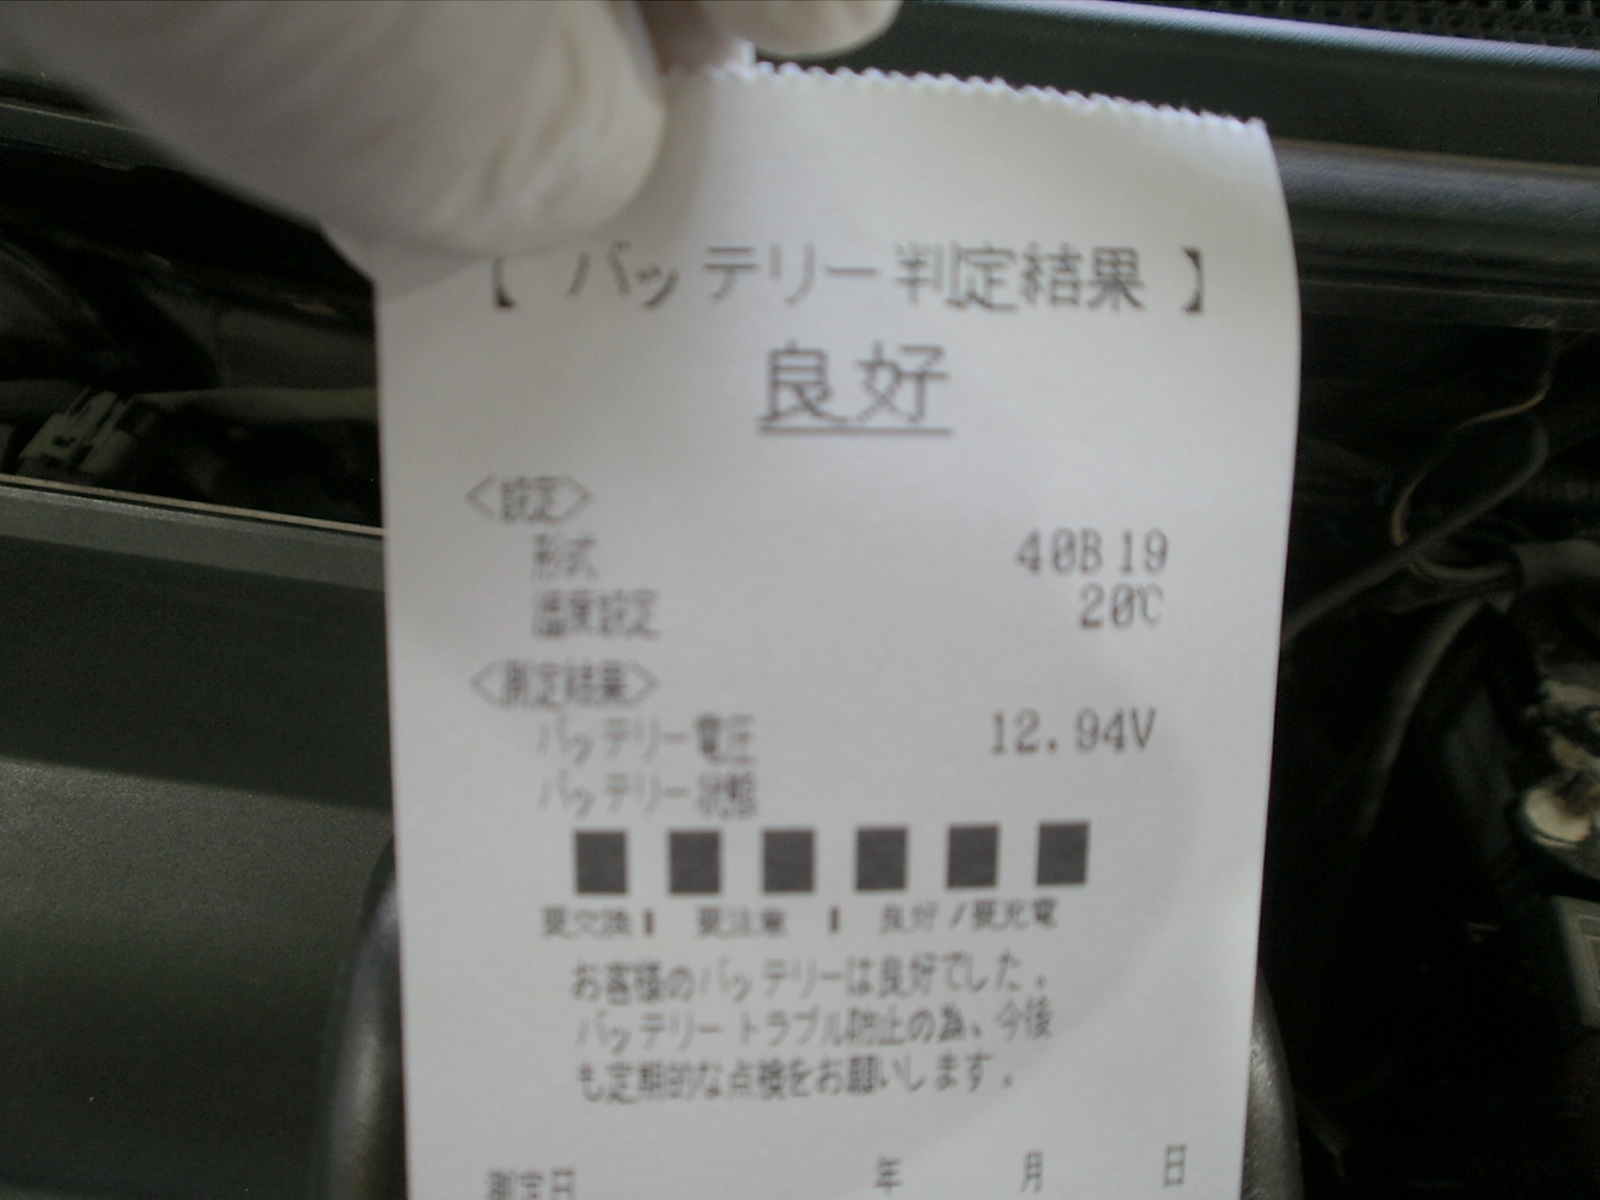 【 バッテリー判定結果 】
良好
<設定>
形式 40B19
温度設定 20℃
<測定結果>
バッテリー電圧 12.94V
バッテリー状態
■ ■ ■ ■ ■ ■
要交換 | 要注意 | 良好/要充電
お客様のバッテリーは良好でした.
バッテリートラブル防止の為、今後
も定期的な点検をお願いします.
測定日 年 月 日